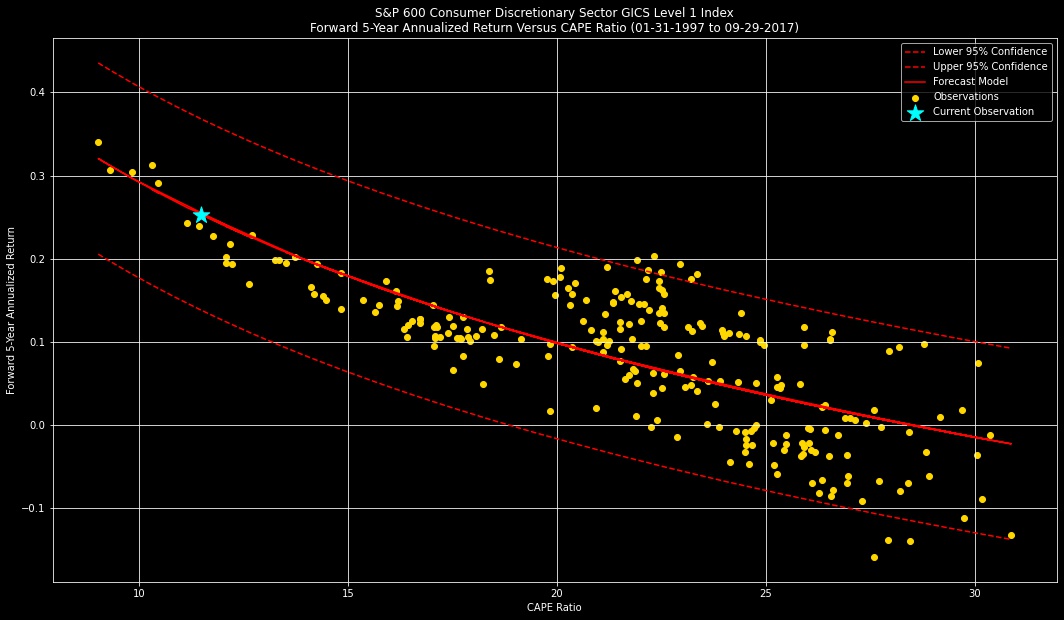 S&P 600 Consumer Discretionary Sector GICS Level 1 Index
Forward 5-Year Annualized Return Versus CAPE Ratio (01-31-1997 to 09-29-2017)
Lower 95% Confidence
Upper 95% Confidence
Forecast Model
Observations
Current Observation
Forward 5-Year Annualized Return
0.4
0.3
0.2
0.1
0.0
−0.1
10
15
20
25
30
CAPE Ratio